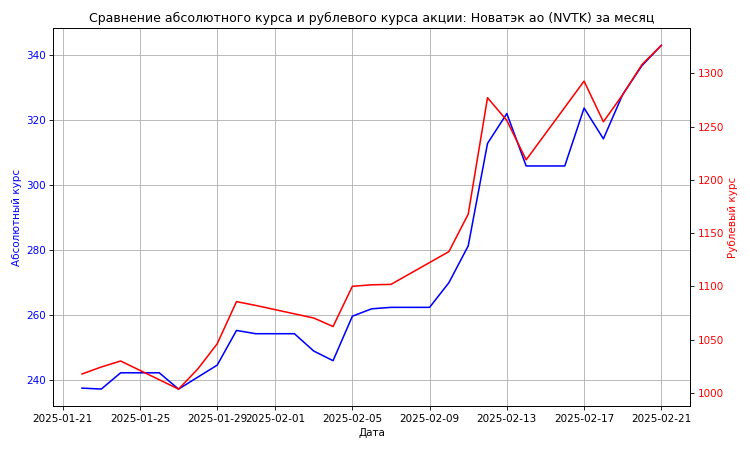 Сравнение абсолютного курса и рублевого курса акции: Новатэк ао (NVTK) за месяц
340
320
300
280
260
240
Абсолютный курс
1300
1250
1200
1150
1100
1050
1000
Рублевый курс
2025-01-21 2025-01-25 2025-01-29 2025-02-01 2025-02-05 2025-02-09 2025-02-13 2025-02-17 2025-02-21
Дата